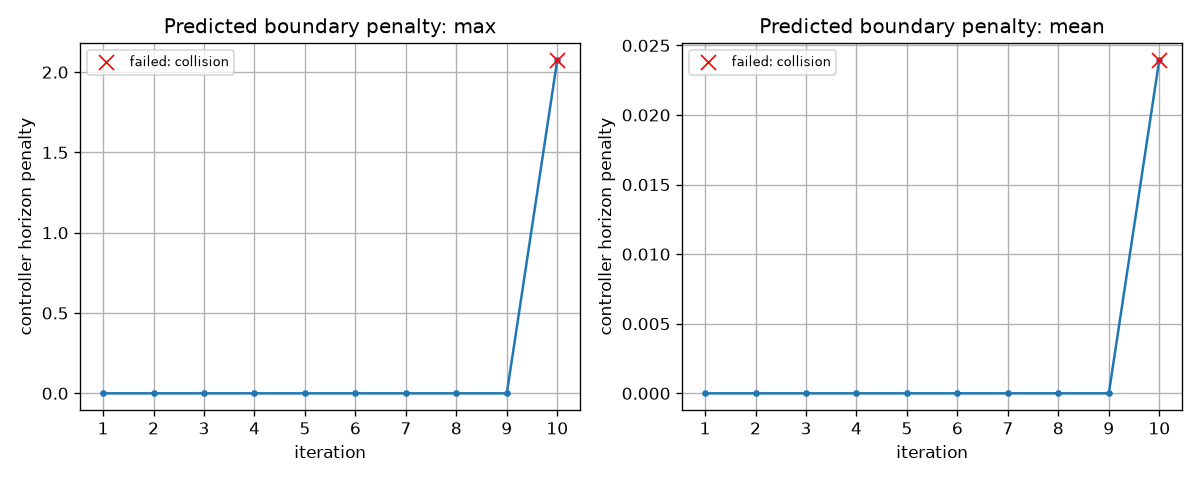 Predicted boundary penalty: max
controller horizon penalty
2.0
1.5
1.0
0.5
0.0
failed: collision
1 2 3 4 5 6 7 8 9 10
iteration
Predicted boundary penalty: mean
controller horizon penalty
0.025
0.020
0.015
0.010
0.005
0.000
failed: collision
1 2 3 4 5 6 7 8 9 10
iteration